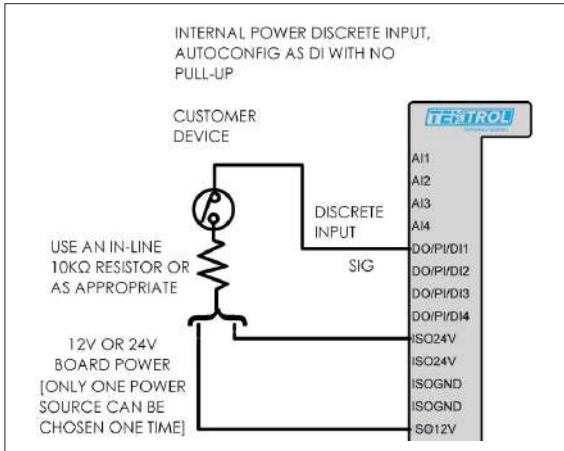 INTERNAL POWER DISCRETE INPUT,
AUTOCONFIG AS DI WITH NO
PULL-UP
CUSTOMER
DEVICE
USE AN IN-LINE
10KΩ RESISTOR OR
AS APPROPRIATE
12V OR 24V
BOARD POWER
[ONLY ONE POWER
SOURCE CAN BE
CHOSEN ONE TIME]
DISCRETE
INPUT
SIG
TEKTROL
AI1
AI2
AI3
AI4
DO/PI/DI1
DO/PI/DI2
DO/PI/DI3
DO/PI/DI4
ISO24V
ISO24V
ISOGND
ISOGND
SO12V